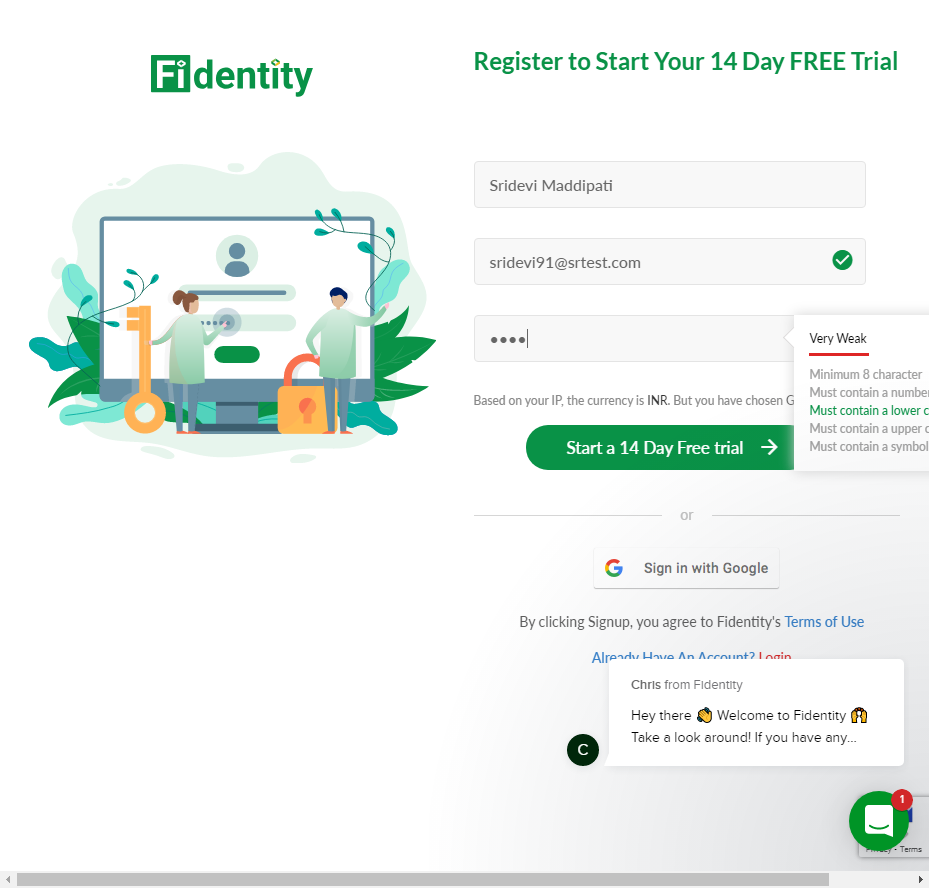 Fidentity
Register to Start Your 14 Day FREE Trial
Sridevi Maddipati
sridevi91@srtest.com
••••
Very Weak
Minimum 8 character
Must contain a number
Must contain a lower c
Must contain a upper c
Must contain a symbol
Based on your IP, the currency is INR. But you have chosen G
Start a 14 Day Free trial
or
Sign in with Google
By clicking Signup, you agree to Fidentity's Terms of Use
Already Have An Account? Login
Chris from Fidentity
Hey there 👋 Welcome to Fidentity 🙌
Take a look around! If you have any...
C
1
Privacy - Terms